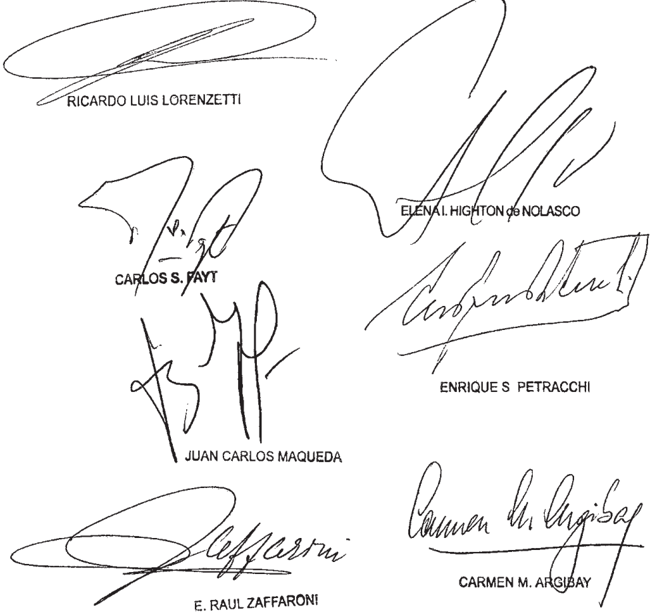 RICARDO LUIS LORENZETTI
ELENA I. HIGHTON de NOLASCO
CARLOS S. FAYT
ENRIQUE S PETRACCHI
JUAN CARLOS MAQUEDA
Zaffaroni
E. RAUL ZAFFARONI
Carmen M. Argibay
CARMEN M. ARGIBAY